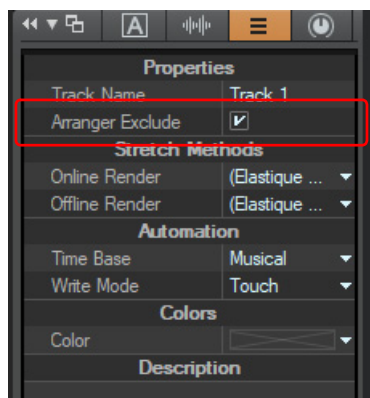 A
Properties
Track Name Track 1
Arranger Exclude
Stretch Methods
Online Render (Elastique ...
Offline Render (Elastique ...
Automation
Time Base Musical
Write Mode Touch
Colors
Color
Description